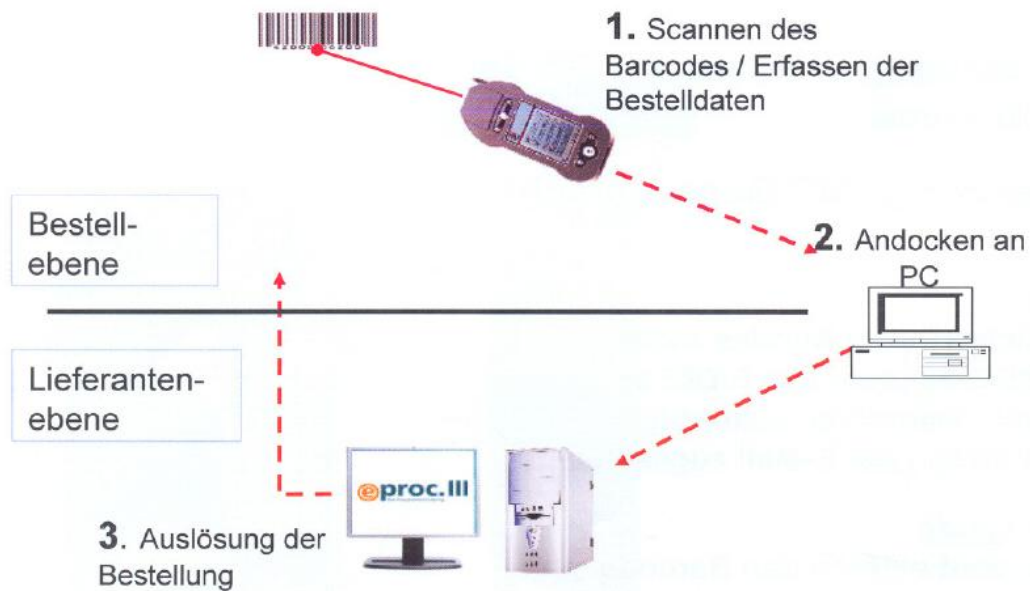 1. Scannen des
Barcodes / Erfassen der
Bestelldaten
Bestell-
ebene
2. Andocken an
PC
Lieferanten-
ebene
eproc.III
3. Auslösung der
Bestellung